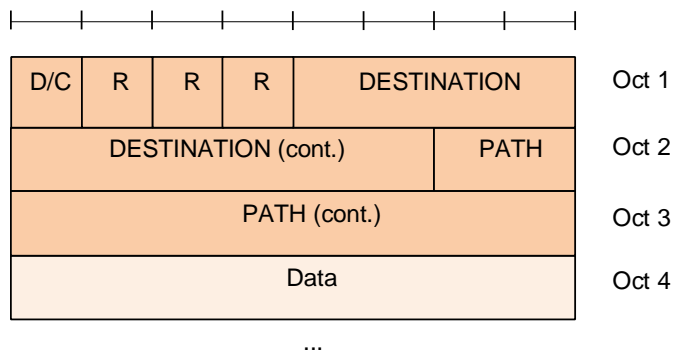 D/C R R R DESTINATION Oct 1
DESTINATION (cont.) PATH Oct 2
PATH (cont.) Oct 3
Data Oct 4
...